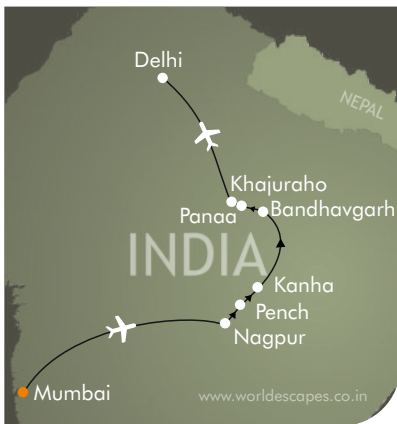 Delhi
NEPAL
Khajuraho
Panaa
Bandhavgarh
INDIA
Kanha
Pench
Nagpur
Mumbai
www.worldescapes.co.in